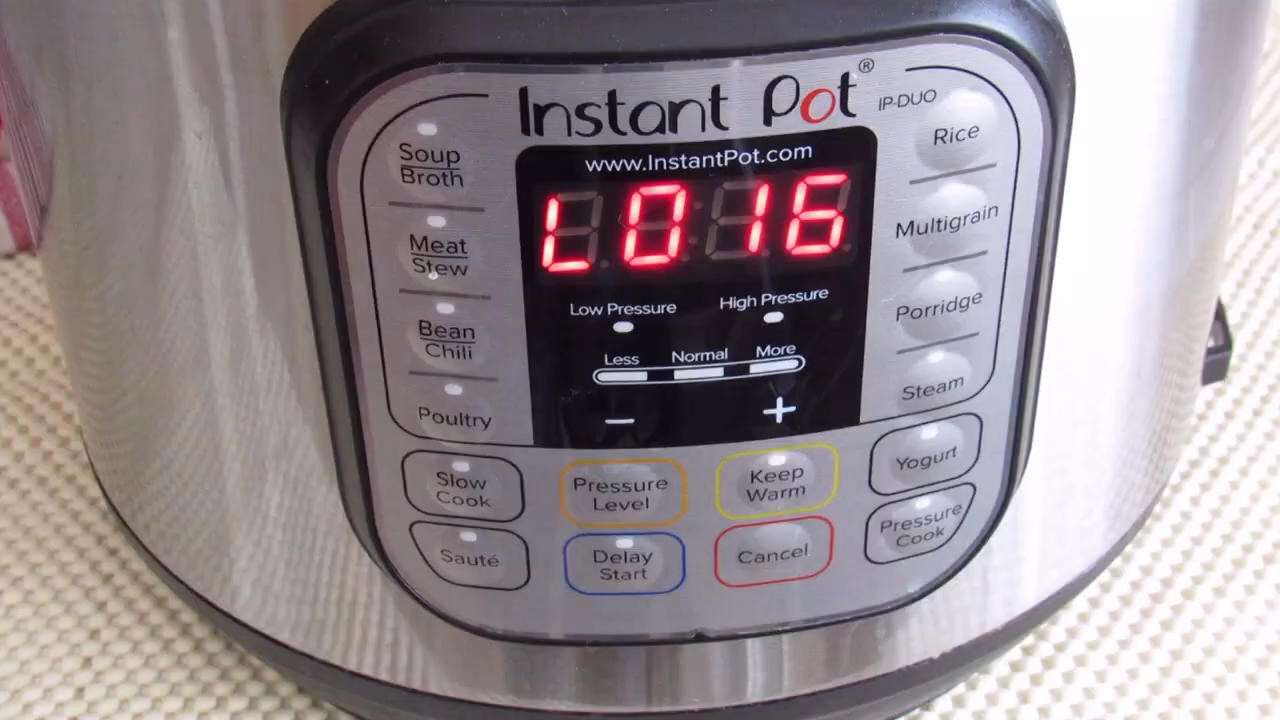 Instant Pot® IP-DUO
www.InstantPot.com
L0 16
Soup
Broth
Meat
Stew
Bean
Chili
Poultry
Rice
Multigrain
Porridge
Steam
Low Pressure High Pressure
Less Normal More
− +
Slow
Cook
Pressure
Level
Keep
Warm
Yogurt
Sauté
Delay
Start
Cancel
Pressure
Cook